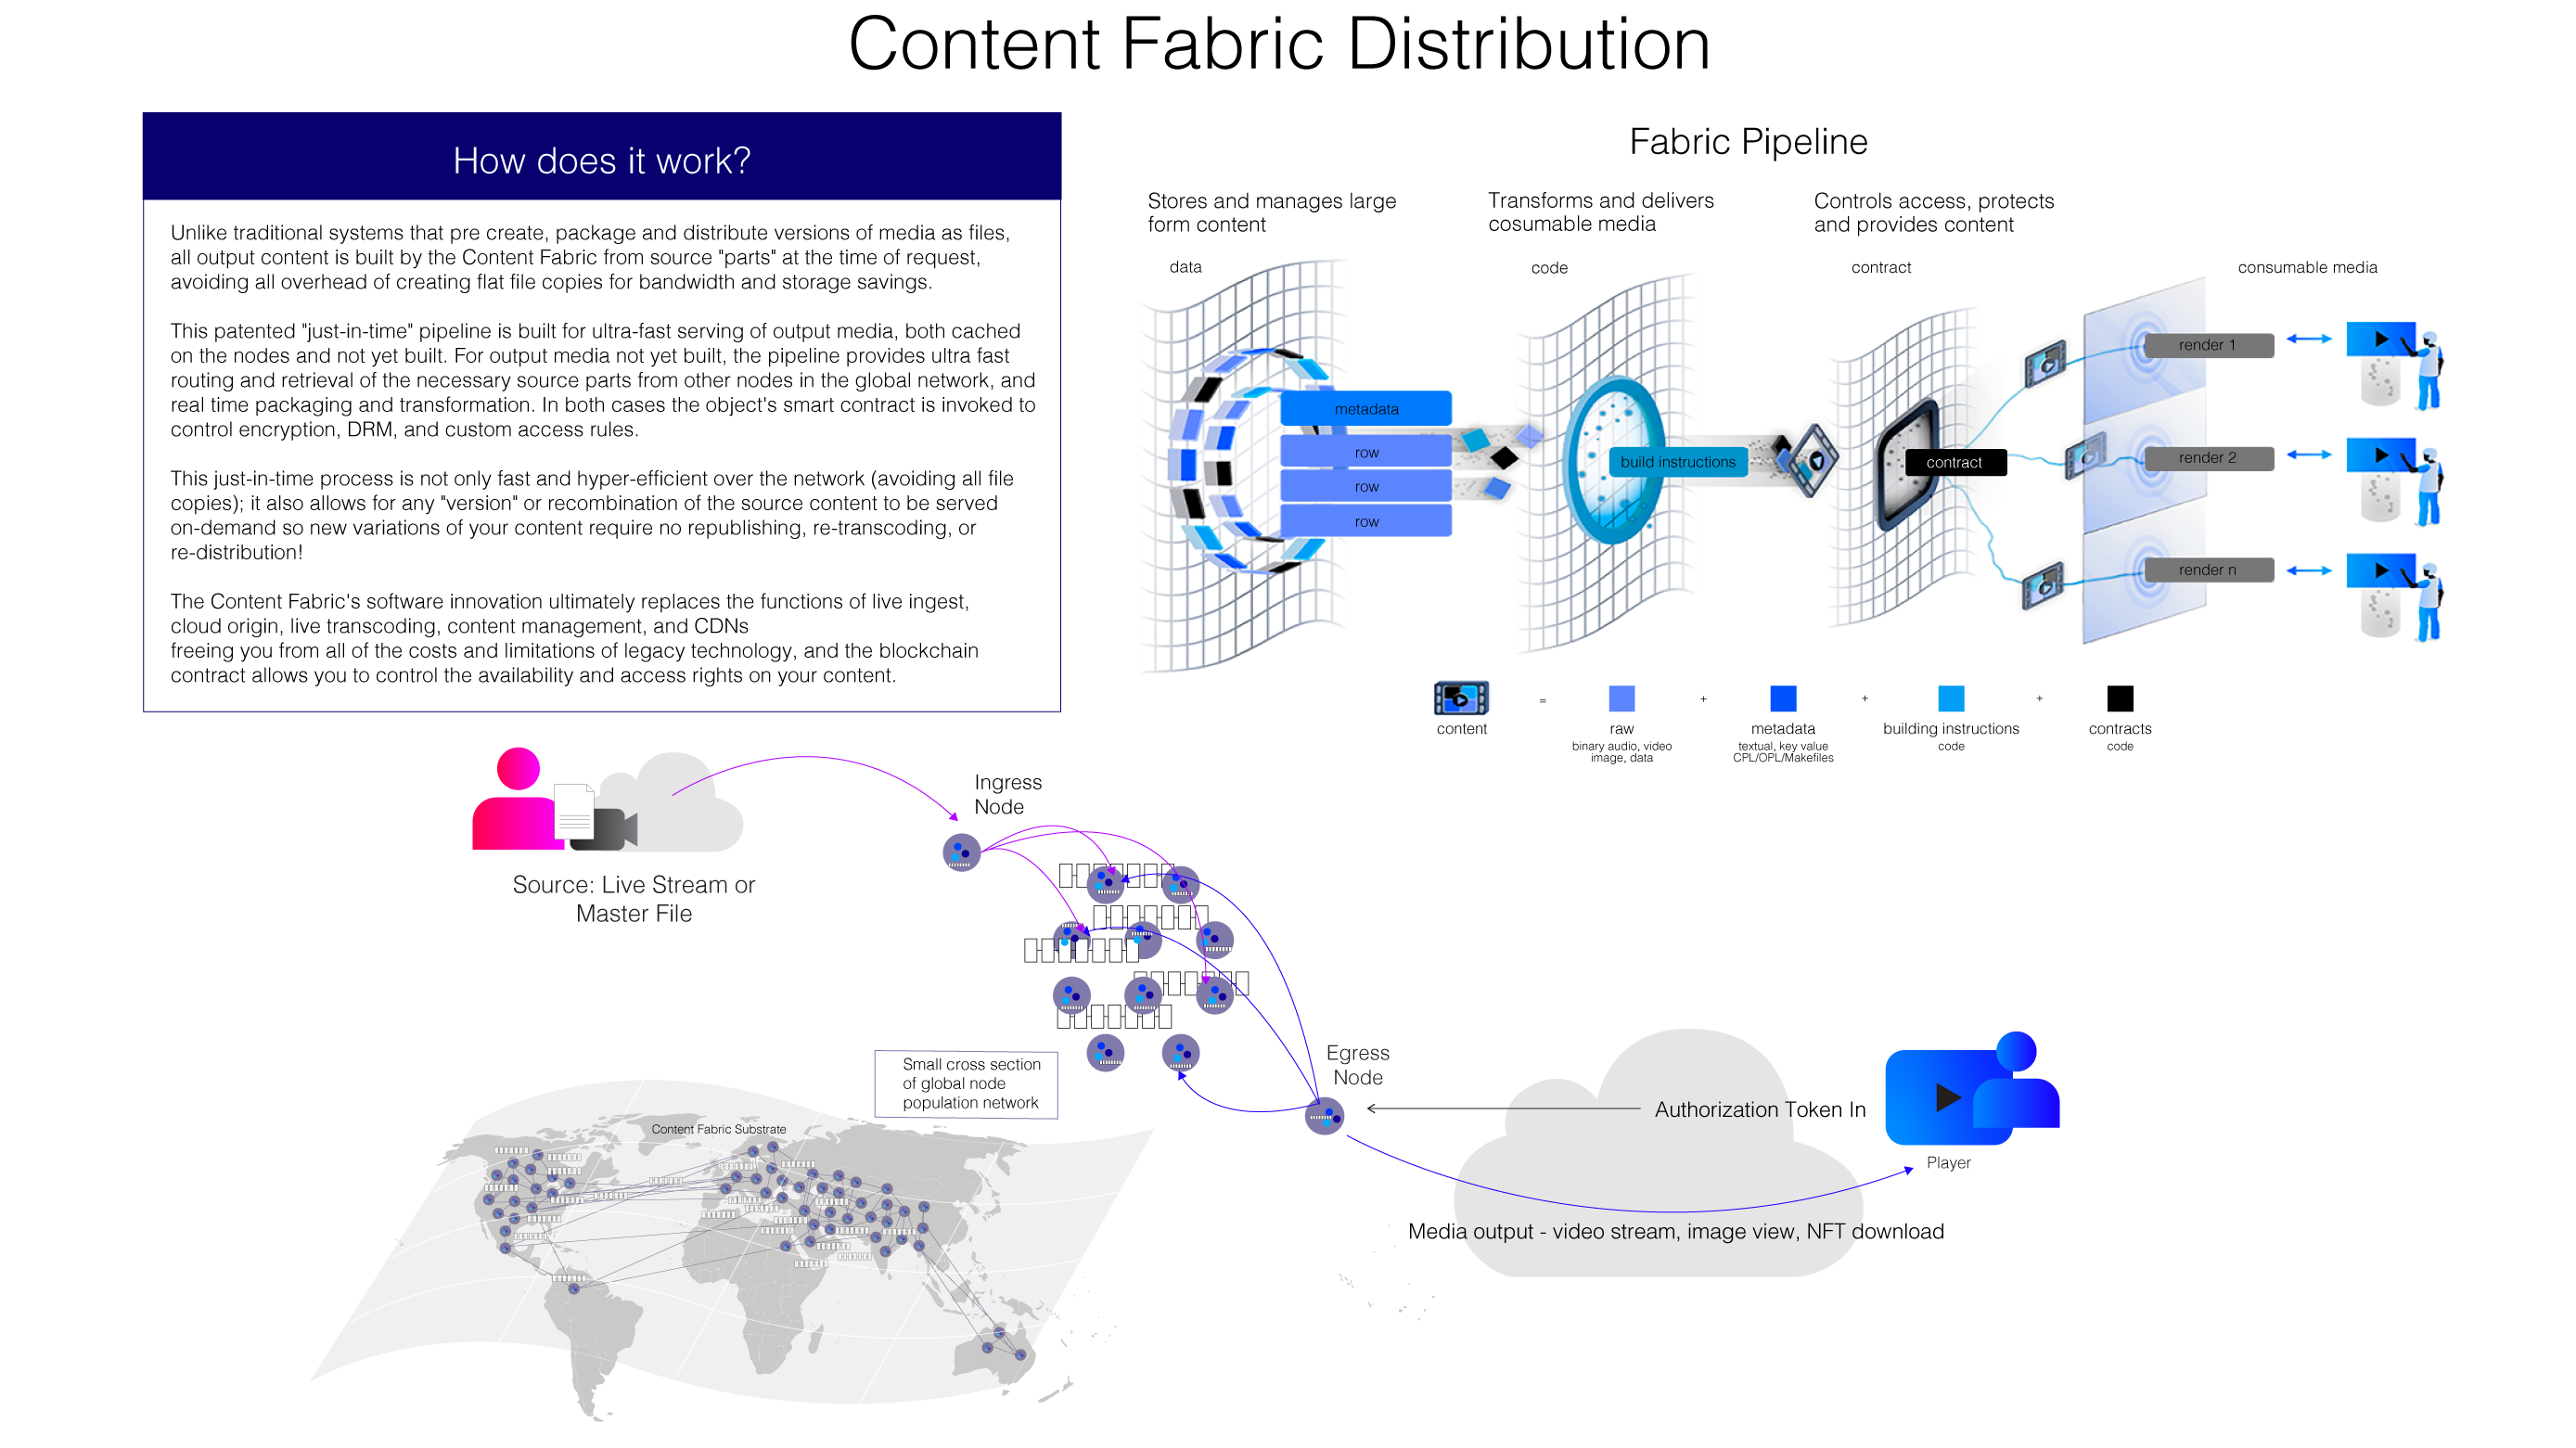 Content Fabric Distribution
How does it work?
Unlike traditional systems that pre create, package and distribute versions of media as files,
all output content is built by the Content Fabric from source "parts" at the time of request,
avoiding all overhead of creating flat file copies for bandwidth and storage savings.
This patented "just-in-time" pipeline is built for ultra-fast serving of output media, both cached
on the nodes and not yet built. For output media not yet built, the pipeline provides ultra fast
routing and retrieval of the necessary source parts from other nodes in the global network, and
real time packaging and transformation. In both cases the object's smart contract is invoked to
control encryption, DRM, and custom access rules.
This just-in-time process is not only fast and hyper-efficient over the network (avoiding all file
copies); it also allows for any "version" or recombination of the source content to be served
on-demand so new variations of your content require no republishing, re-transcoding, or
re-distribution!
The Content Fabric's software innovation ultimately replaces the functions of live ingest,
cloud origin, live transcoding, content management, and CDNs
freeing you from all of the costs and limitations of legacy technology, and the blockchain
contract allows you to control the availability and access rights on your content.
Fabric Pipeline
Stores and manages large
form content
Transforms and delivers
cosumable media
Controls access, protects
and provides content
data
code
contract
consumable media
metadata
row
row
row
build instructions
contract
render 1
render 2
render n
content
=
raw
binary audio, video
image, data
+
metadata
textual, key value
CPL/OPL/Makefiles
+
building instructions
code
+
contracts
code
Source: Live Stream or
Master File
Ingress
Node
Small cross section
of global node
population network
Content Fabric Substrate
Egress
Node
Authorization Token In
Player
Media output - video stream, image view, NFT download